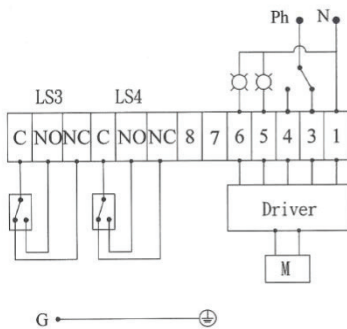 Ph N
LS3 LS4
C NO NC C NO NC 8 7 6 5 4 3 1
Driver
M
G